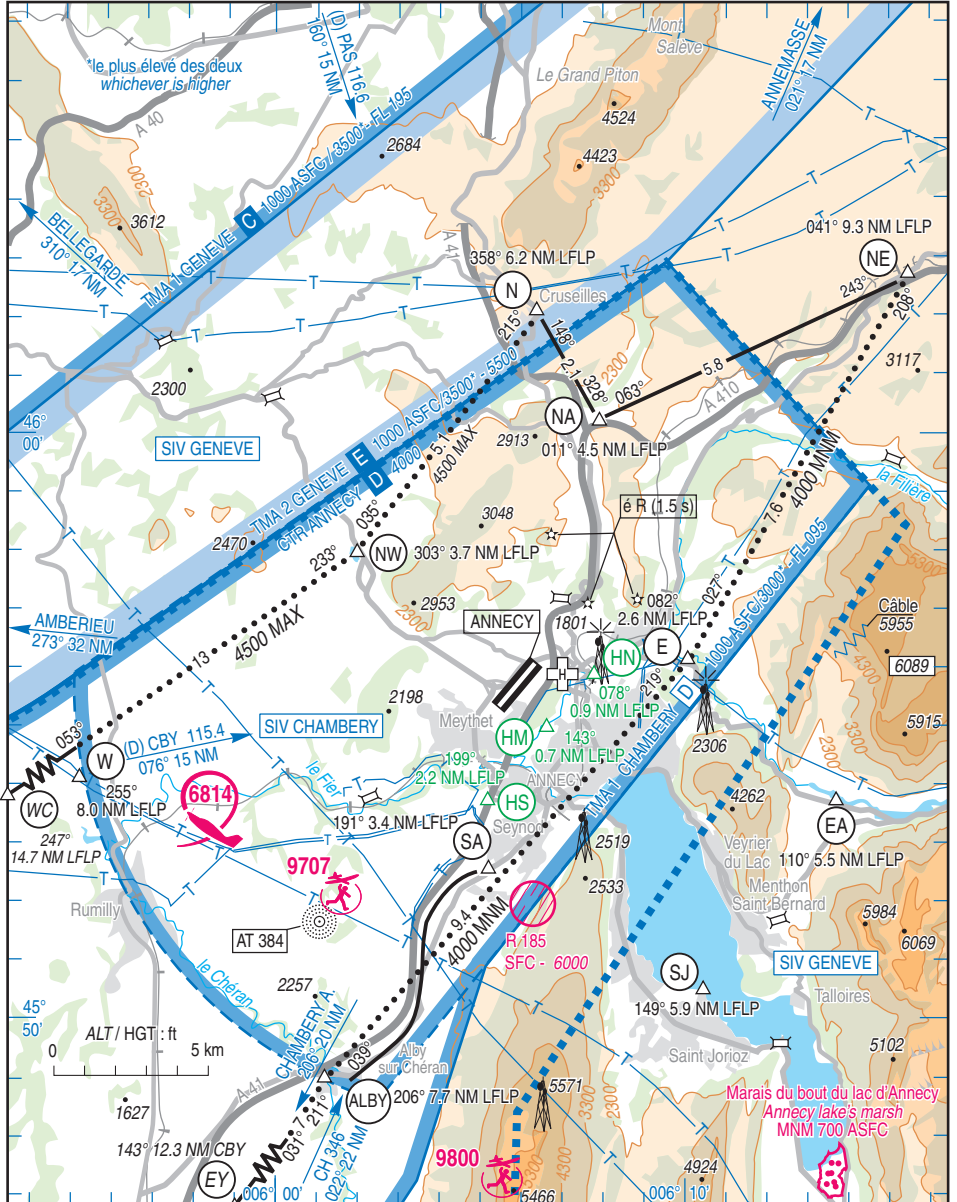 Mont
Salève
Le Grand Piton
4524
4423
3300
*le plus élevé des deux
whichever is higher
(D) PAS 116.6
160° 15 NM
ANNEMASSE
021° 17 NM
A 40
2300
3300
3612
2684
TMA 1 GENEVE C 1000 ASFC / 3500* - FL 195
BELLEGARDE
310° 17 NM
A 41
358° 6.2 NM LFLP
N
Cruseilles
041° 9.3 NM LFLP
NE
243°
208°
215°
148°
2.1
328°
063°
5.8
2300
A 410
3117
2300
46°
00'
SIV GENEVE
NA
011° 4.5 NM LFLP
2913
TMA 2 GENEVE E 1000 ASFC/3500* - 5500
CTR ANNECY D 4000
5.1
4500 MAX
035°
7.6
4000 MNM
la Filière
é R (1.5 s)
3048
2470
233°
NW
303° 3.7 NM LFLP
027°
1000 ASFC/3000* - FL 095
5300
2953
2300
ANNECY
1801
082°
2.6 NM LFLP
E
Câble
5955
4300
3300
6089
AMBERIEU
273° 32 NM
13
4500 MAX
HN
078°
0.9 NM LFLP
H
219°
D
2198
Meythet
SIV CHAMBERY
5915
2306
2300
3300
053°
W
255°
8.0 NM LFLP
(D) CBY 115.4
076° 15 NM
HM
143°
0.7 NM LFLP
199°
2.2 NM LFLP
ANNECY
HS
TMA 1 CHAMBERY
le Fier
WC
247°
14.7 NM LFLP
6814
191° 3.4 NM LFLP
SA
Seynod
4262
EA
110° 5.5 NM LFLP
2519
Veyrier
du Lac
9707
2533
Menthon
Saint Bernard
Rumilly
AT 384
9.4
4000 MNM
R 185
SFC - 6000
5984
6069
SIV GENEVE
SJ
149° 5.9 NM LFLP
Talloires
le Chéran
2257
45°
50'
ALT / HGT : ft
0
5 km
CHAMBERY A.
206° 20 NM
039°
Alby
sur Chéran
Saint Jorioz
5102
A 41
211°
7.7
031°
ALBY
206° 7.7 NM LFLP
5571
3300
2300
Marais du bout du lac d'Annecy
Annecy lake's marsh
MNM 700 ASFC
1627
143° 12.3 NM CBY
EY
CH 346
022° 22 NM
9800
3300
4300
5466
4924
006° 00'
006° 10'